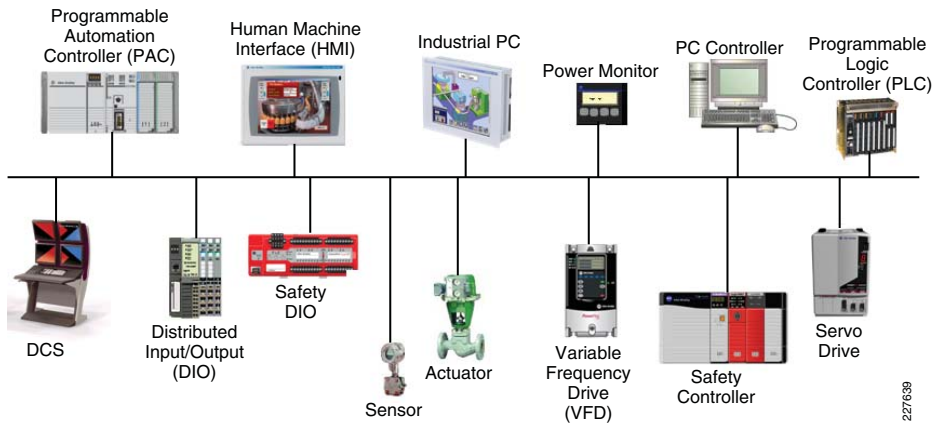 Programmable
Automation
Controller (PAC)
Human Machine
Interface (HMI)
Industrial PC
Power Monitor
PC Controller
Programmable
Logic
Controller (PLC)
DCS
Distributed
Input/Output
(DIO)
Safety
DIO
Sensor
Actuator
Variable
Frequency
Drive
(VFD)
Safety
Controller
Servo
Drive
227639